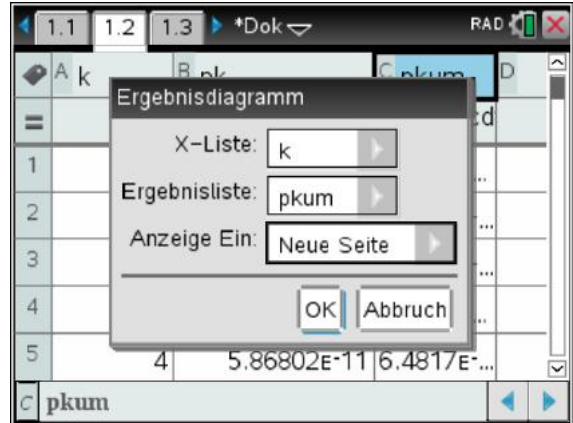 1.1 1.2 1.3 *Dok RAD
A k B pk C pkum D
Ergebnisdiagramm
= cd
X-Liste: k
1 ...
Ergebnisliste: pkum
2 ...
Anzeige Ein: Neue Seite
3 ...
4 OK Abbruch ...
5 4 5.86802E-11 6.4817E-...
C pkum